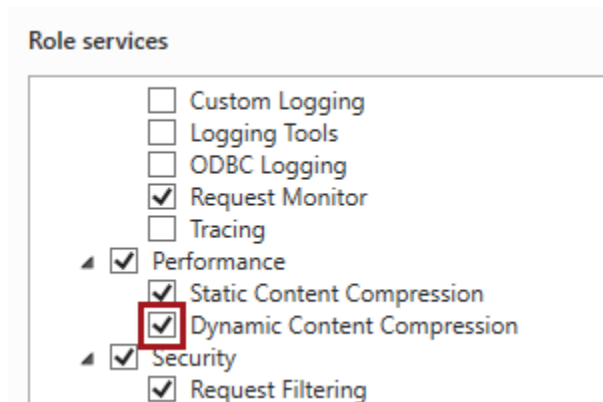 Role services
Custom Logging
Logging Tools
ODBC Logging
Request Monitor
Tracing
Performance
Static Content Compression
Dynamic Content Compression
Security
Request Filtering